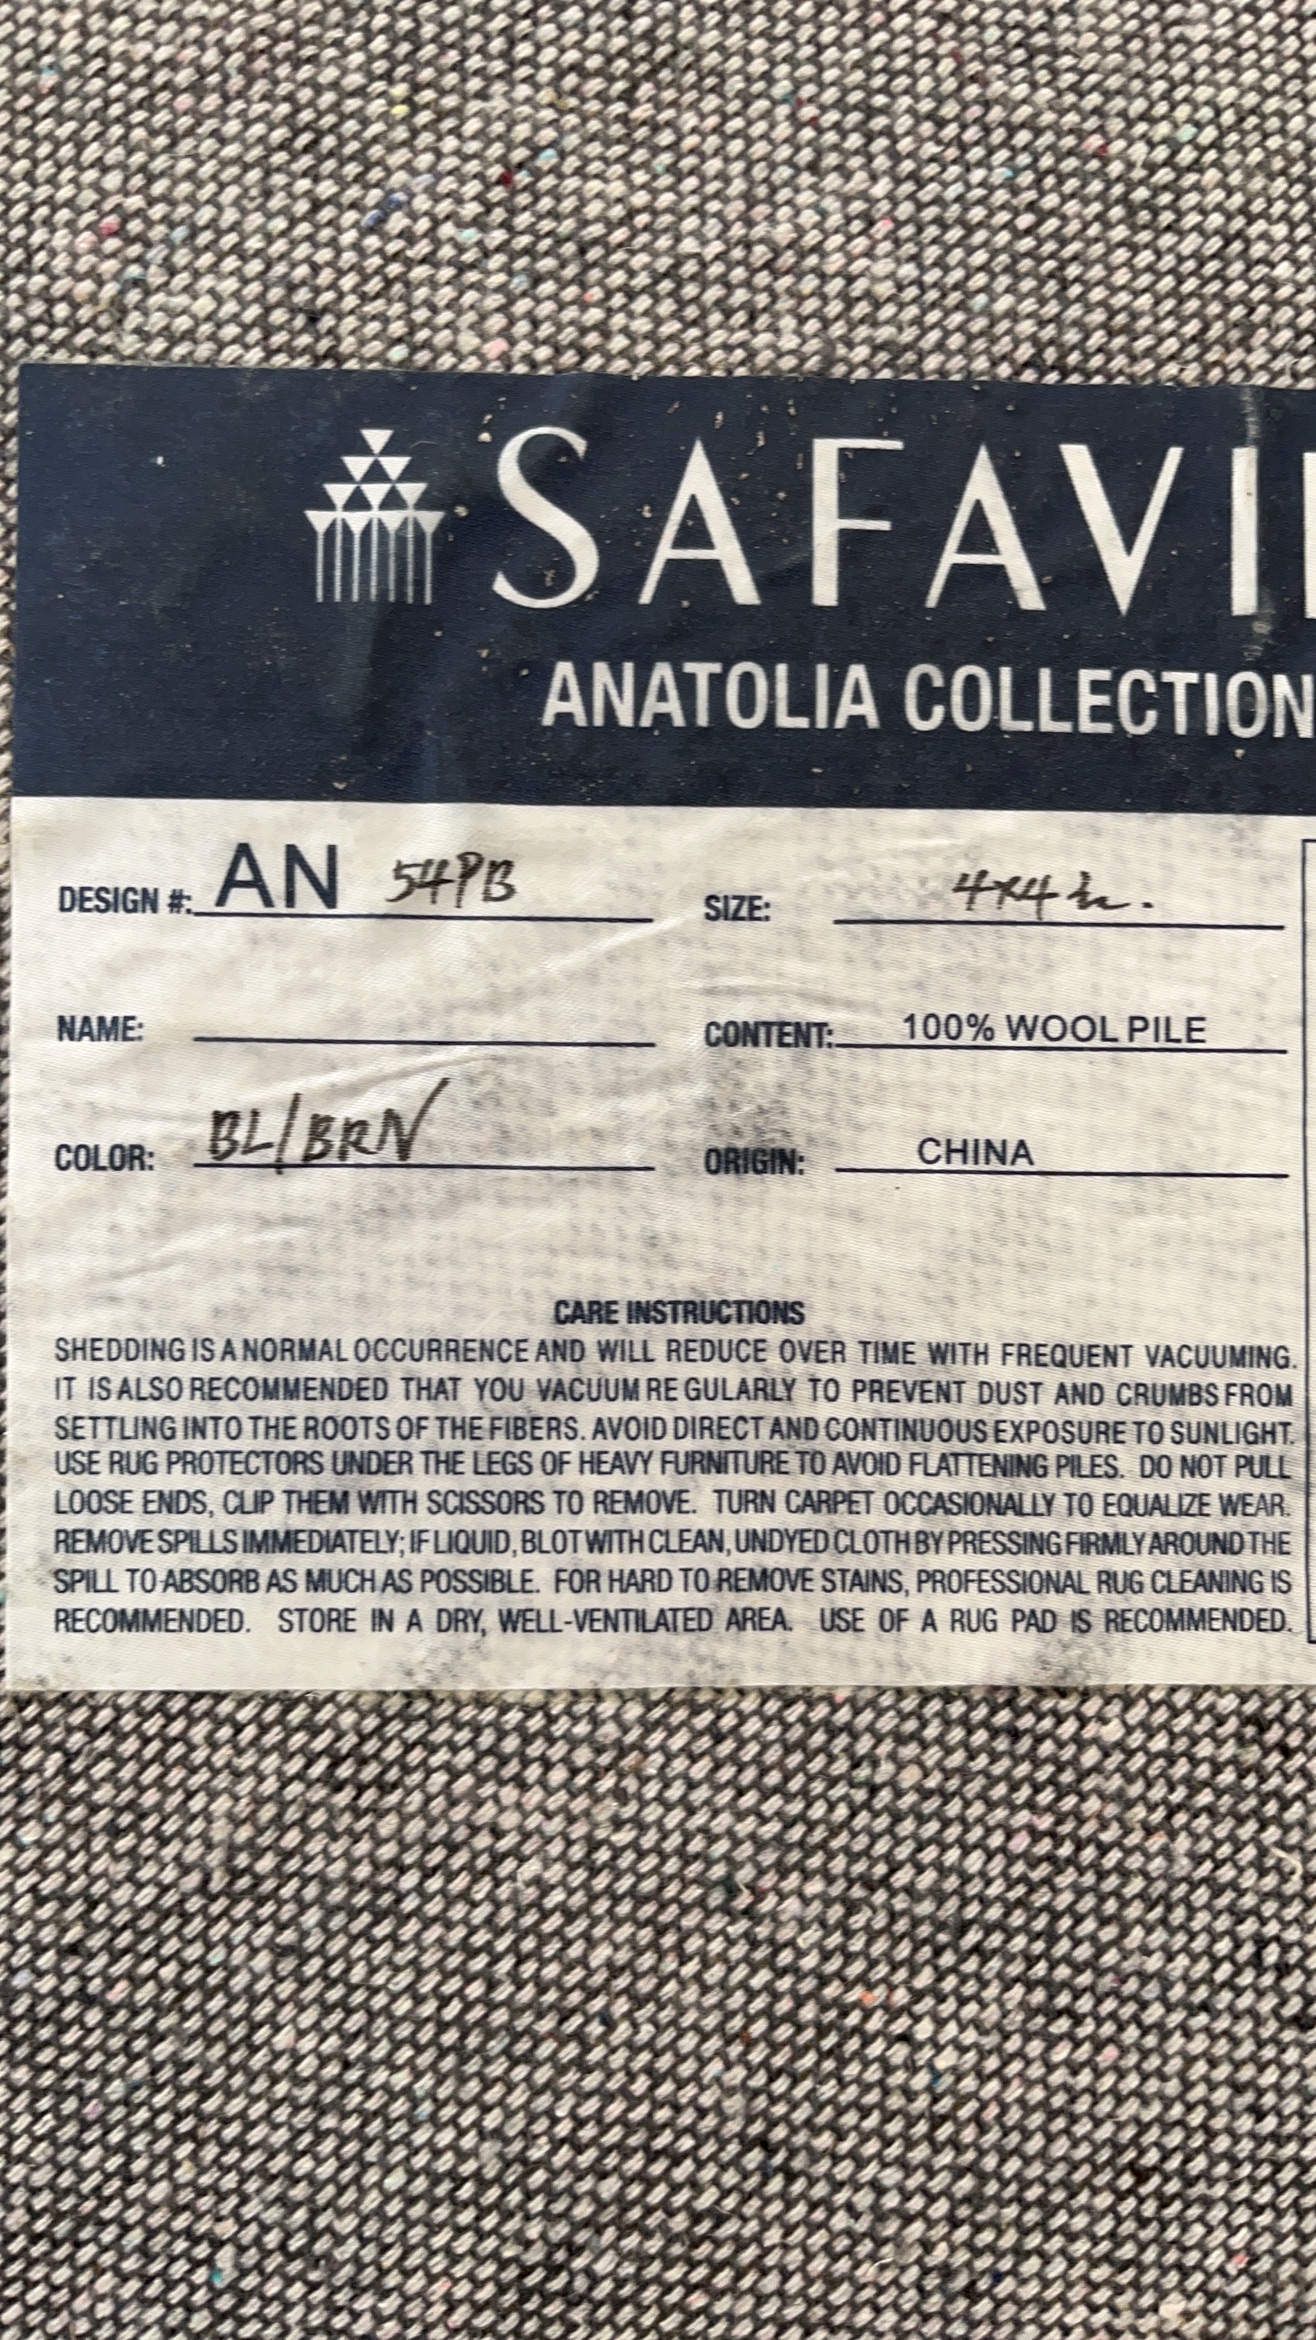 SAFAVI
ANATOLIA COLLECTION
DESIGN #: AN 54PB SIZE: 4x4
NAME: CONTENT: 100% WOOL PILE
COLOR: BL/BRN ORIGIN: CHINA
CARE INSTRUCTIONS
SHEDDING IS A NORMAL OCCURRENCE AND WILL REDUCE OVER TIME WITH FREQUENT VACUUMING.
IT IS ALSO RECOMMENDED THAT YOU VACUUM REGULARLY TO PREVENT DUST AND CRUMBS FROM
SETTLING INTO THE ROOTS OF THE FIBERS. AVOID DIRECT AND CONTINUOUS EXPOSURE TO SUNLIGHT.
USE RUG PROTECTORS UNDER THE LEGS OF HEAVY FURNITURE TO AVOID FLATTENING PILES. DO NOT PULL
LOOSE ENDS, CLIP THEM WITH SCISSORS TO REMOVE. TURN CARPET OCCASIONALLY TO EQUALIZE WEAR.
REMOVE SPILLS IMMEDIATELY; IF LIQUID, BLOT WITH CLEAN, UNDYED CLOTH BY PRESSING FIRMLY AROUND THE
SPILL TO ABSORB AS MUCH AS POSSIBLE. FOR HARD TO REMOVE STAINS, PROFESSIONAL RUG CLEANING IS
RECOMMENDED. STORE IN A DRY, WELL-VENTILATED AREA. USE OF A RUG PAD IS RECOMMENDED.